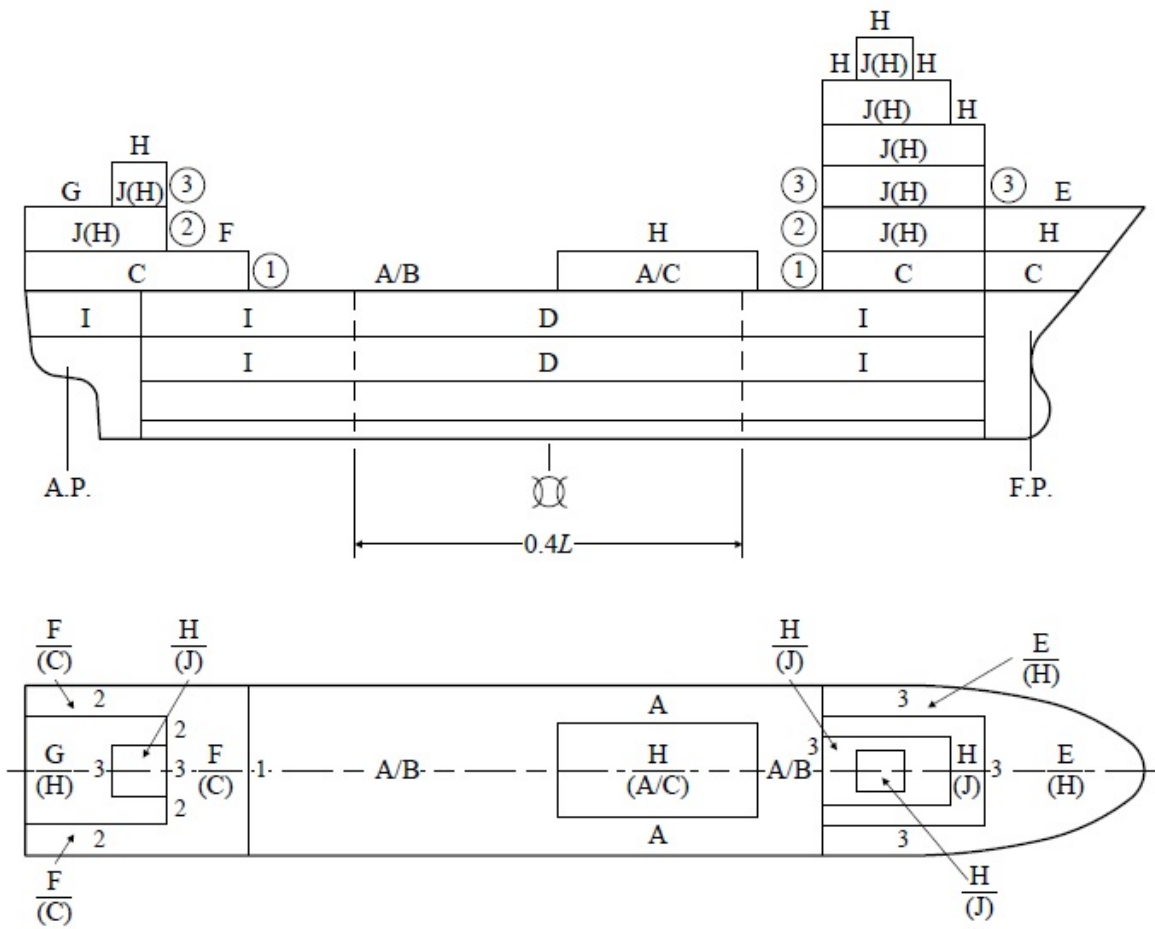 H
H J(H) H
J(H) H
H J(H)
G J(H) 3 3 J(H) 3 E
J(H) 2 F H 2 J(H) H
C 1 A/B A/C 1 C C
I I D I
I D I
A.P. F.P.
0.4L
F H H E
(C) (J) (J) (H)
2 A 3
2
G H 3 H
3 3 F 1 A/B A/B 3 E
(H) (C) (A/C) (J) (H)
2
2 A 3
F H
(C) (J)